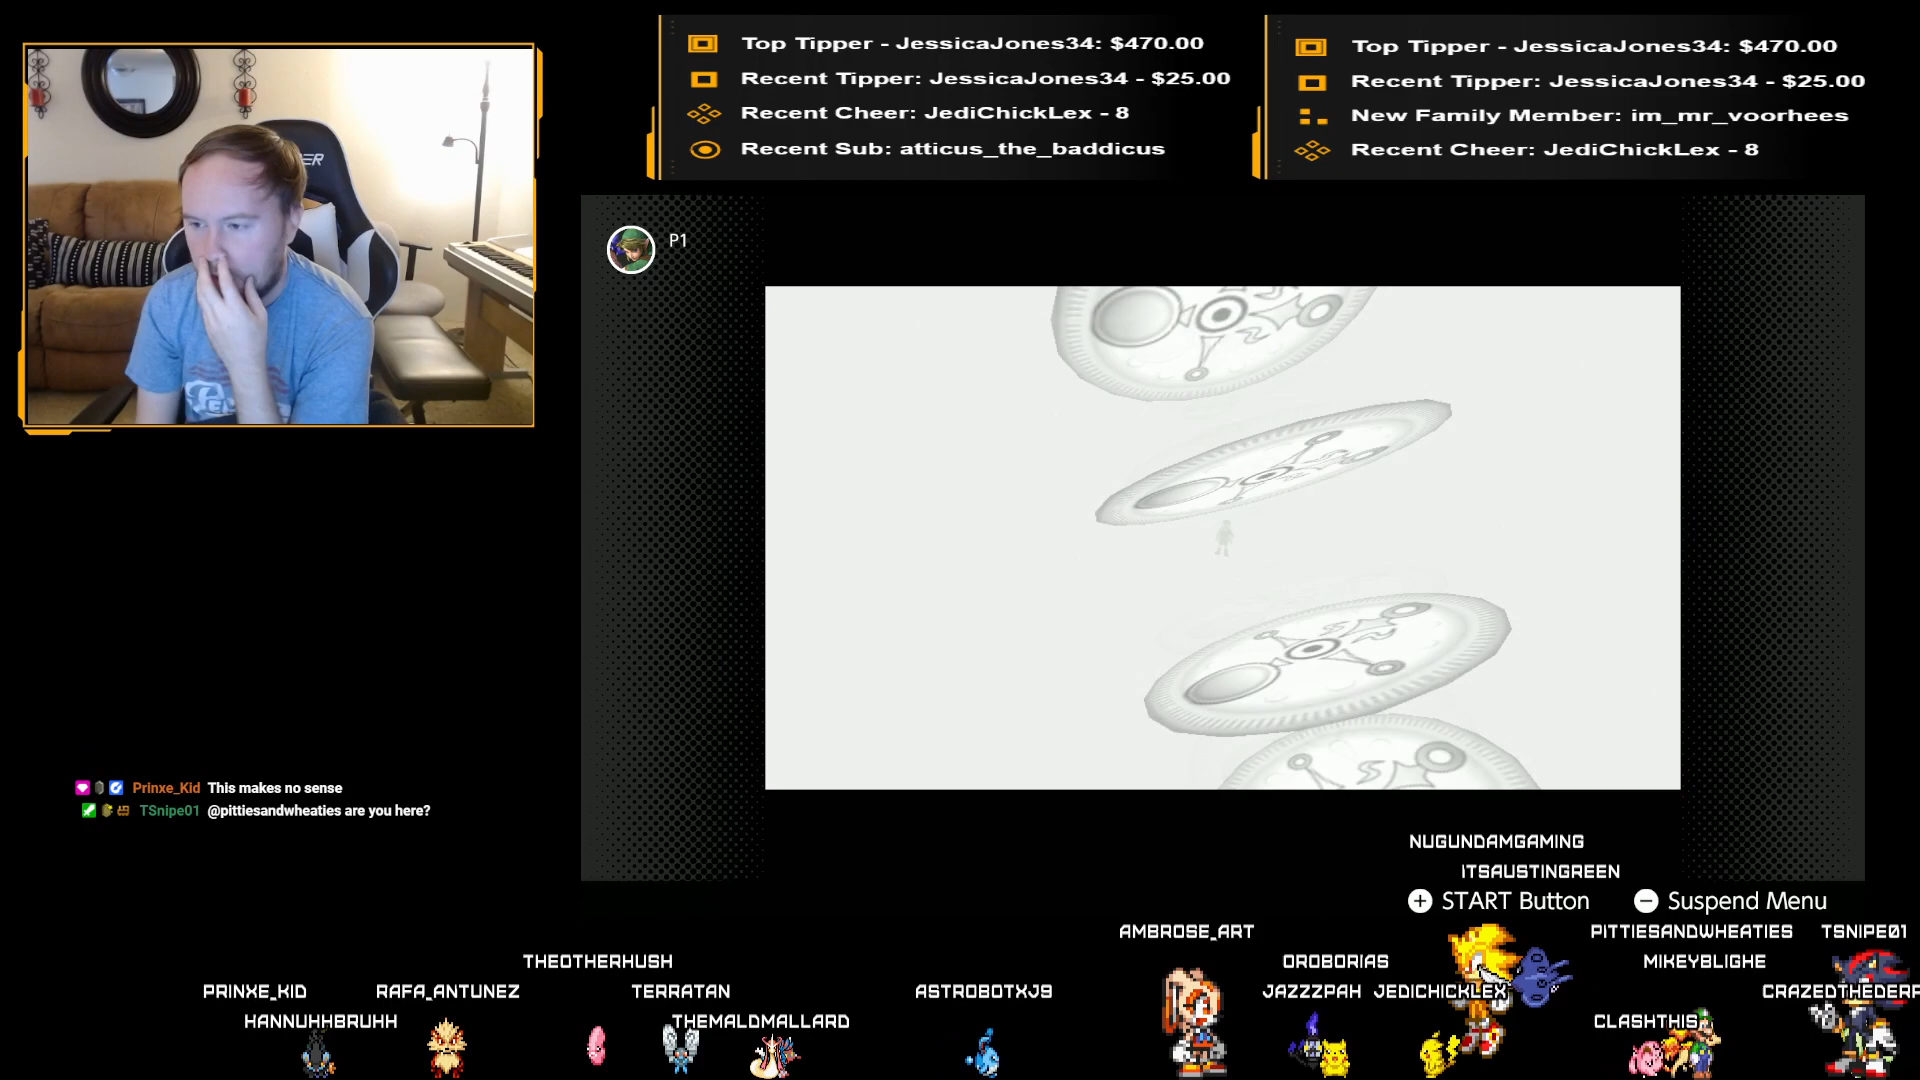 Top Tipper - JessicaJones34: $470.00
Recent Tipper: JessicaJones34 - $25.00
Recent Cheer: JediChickLex - 8
Recent Sub: atticus_the_baddicus
Top Tipper - JessicaJones34: $470.00
Recent Tipper: JessicaJones34 - $25.00
New Family Member: im_mr_voorhees
Recent Cheer: JediChickLex - 8
P1
Prinxe_Kid This makes no sense
TSnipe01 @pittiesandwheaties are you here?
NUGUNDAMGAMING
ITSAUSTINGREEN
START Button
Suspend Menu
AMBROSE_ART
PITTIESANDWHEATIES
TSNIPE01
THEOTHERHUSH
OROBORIAS
MIKEYBLIGHE
PRINXE_KID
RAFA_ANTUNEZ
TERRATAN
ASTROBOTXJ9
JAZZZPAH
JEDICHICKLEX
CRAZEDTHEDERF
HANNUHHBRUHH
THEMALDMALLARD
CLASHTHIS